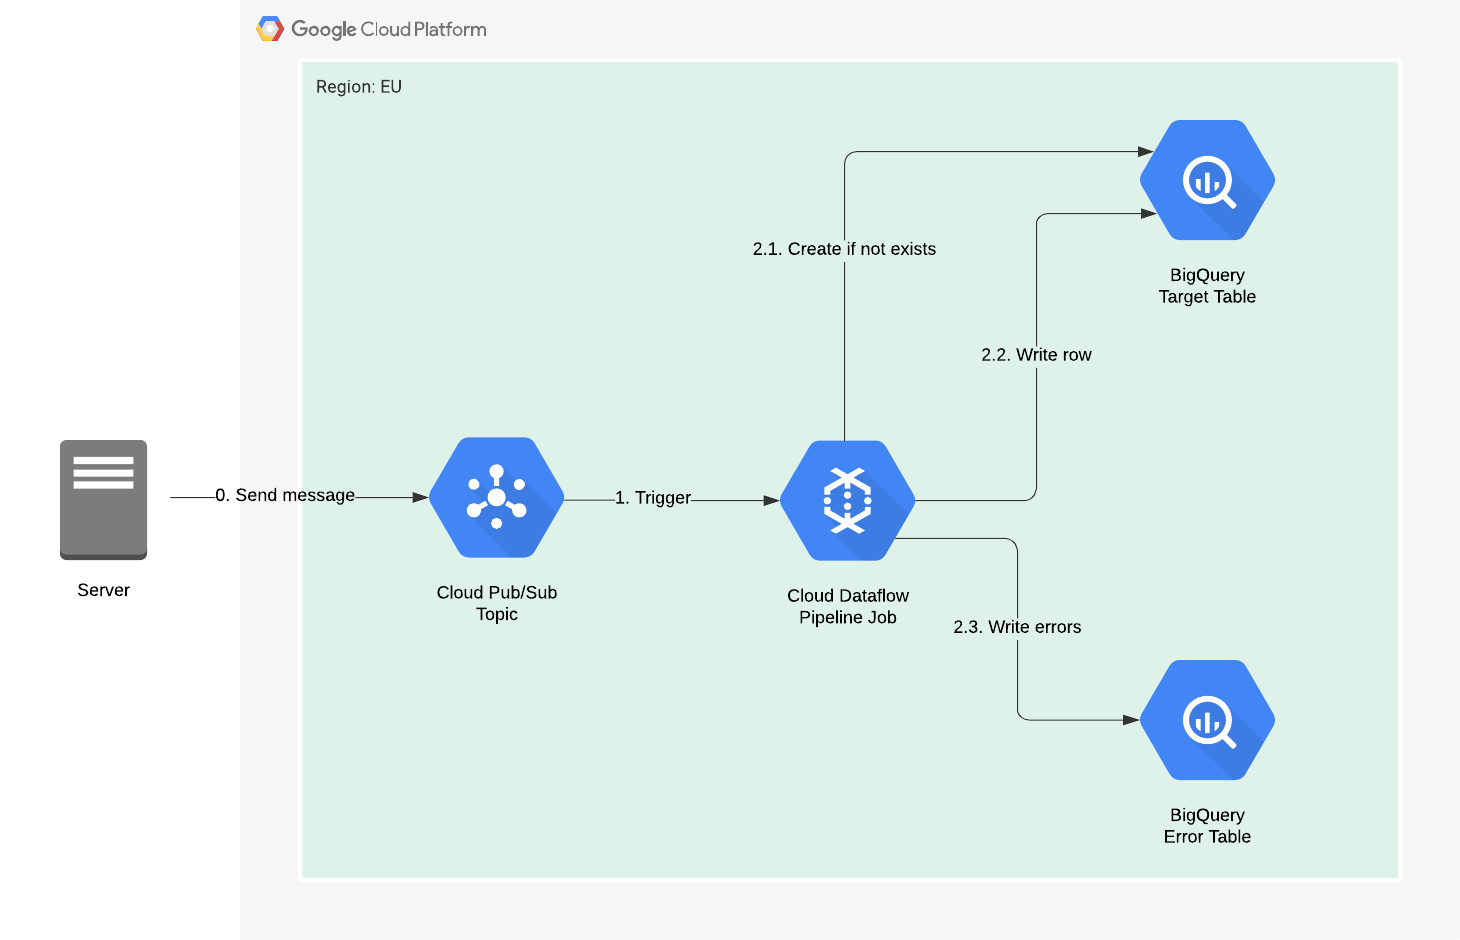 Google Cloud Platform
Region: EU
2.1. Create if not exists
BigQuery
Target Table
2.2. Write row
0. Send message
1. Trigger
Server
Cloud Pub/Sub
Topic
Cloud Dataflow
Pipeline Job
2.3. Write errors
BigQuery
Error Table